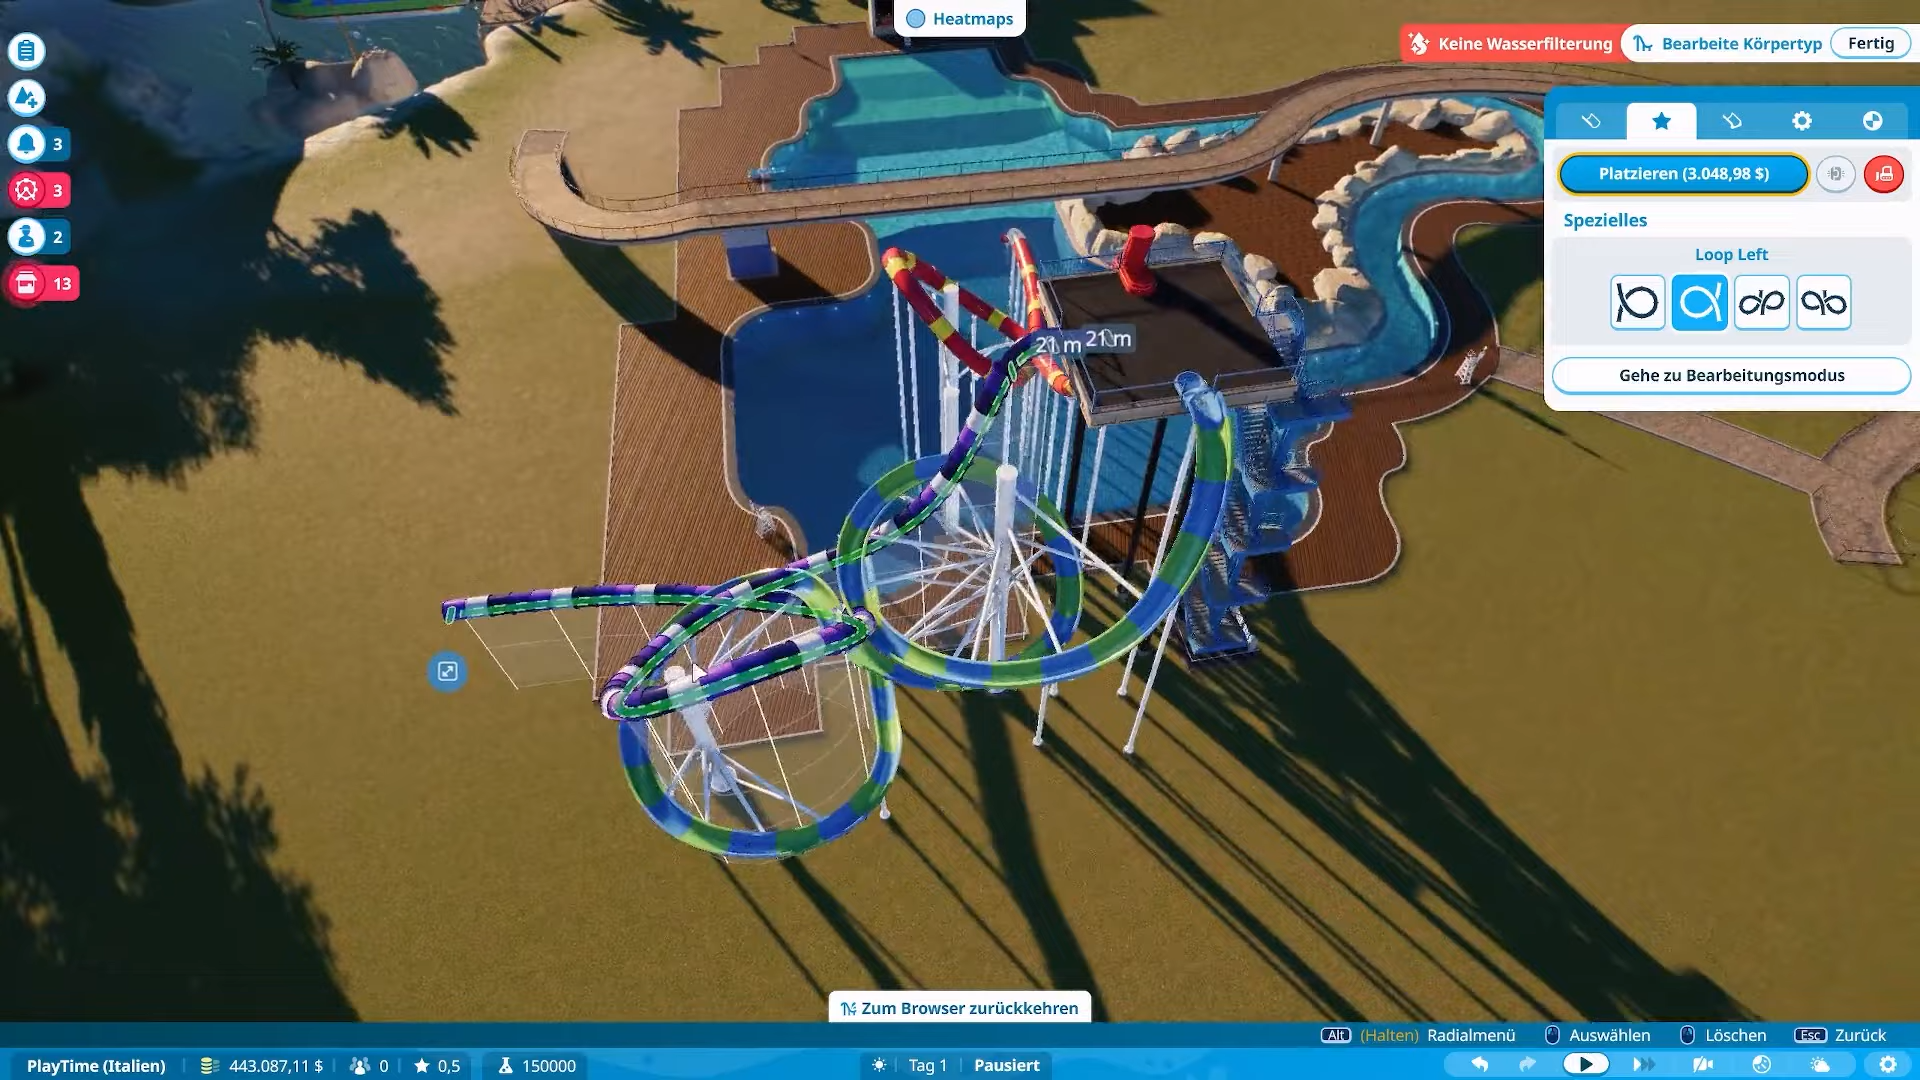 Heatmaps
Keine Wasserfilterung
Bearbeite Körpertyp
Fertig
3
3
2
13
Platzieren (3.048,98 $)
Spezielles
Loop Left
Gehe zu Bearbeitungsmodus
21 m
21 m
Zum Browser zurückkehren
Alt (Halten) Radialmenü
Auswählen
Löschen
Esc Zurück
PlayTime (Italien)
443.087,11 $
0
0,5
150000
Tag 1
Pausiert